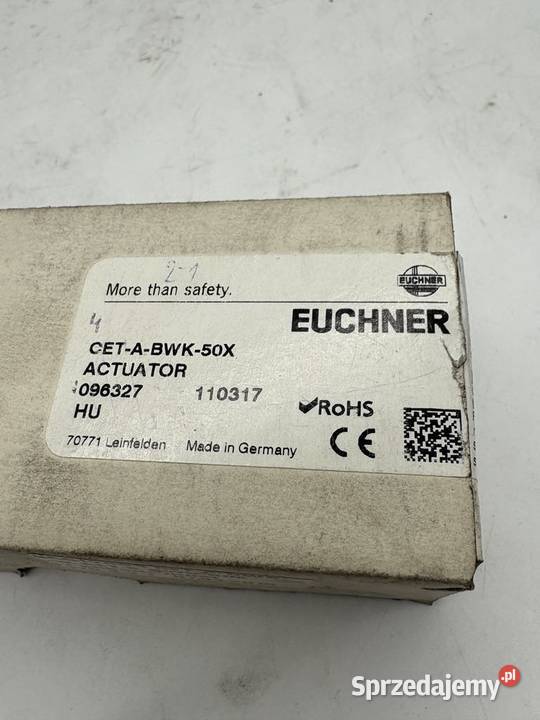 2-1
More than safety.
EUCHNER
EUCHNER
4
CET-A-BWK-50X
ACTUATOR
096327 110317
HU
RoHS
CE
70771 Leinfelden Made in Germany
Sprzedajemy.pl